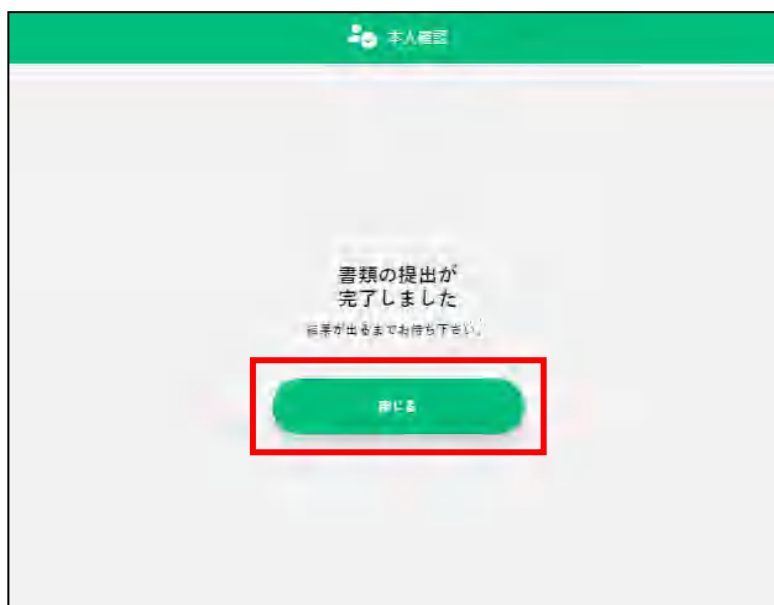 本人確認
書類の提出が
完了しました
結果が出るまでお待ち下さい。
閉じる